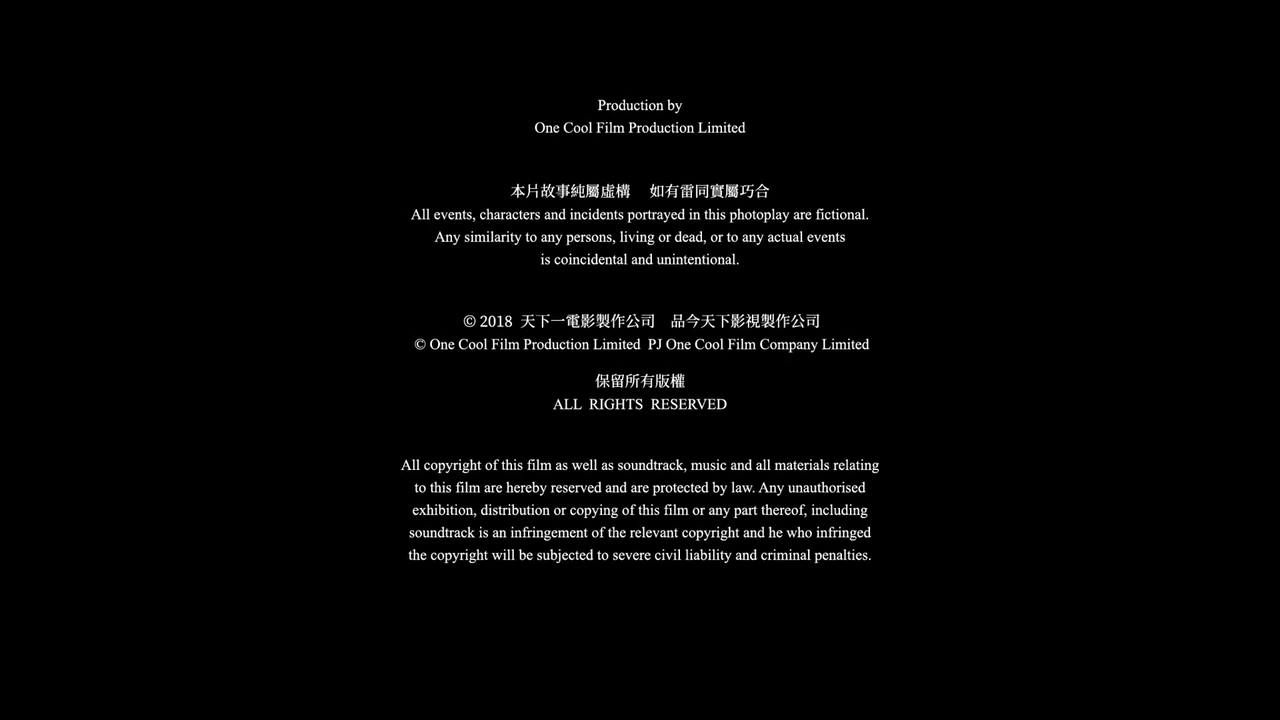 Production by
One Cool Film Production Limited
本片故事純屬虛構 如有雷同實屬巧合
All events, characters and incidents portrayed in this photoplay are fictional.
Any similarity to any persons, living or dead, or to any actual events
is coincidental and unintentional.
© 2018 天下一電影製作公司 品今天下影視製作公司
© One Cool Film Production Limited PJ One Cool Film Company Limited
保留所有版權
ALL RIGHTS RESERVED
All copyright of this film as well as soundtrack, music and all materials relating
to this film are hereby reserved and are protected by law. Any unauthorised
exhibition, distribution or copying of this film or any part thereof, including
soundtrack is an infringement of the relevant copyright and he who infringed
the copyright will be subjected to severe civil liability and criminal penalties.